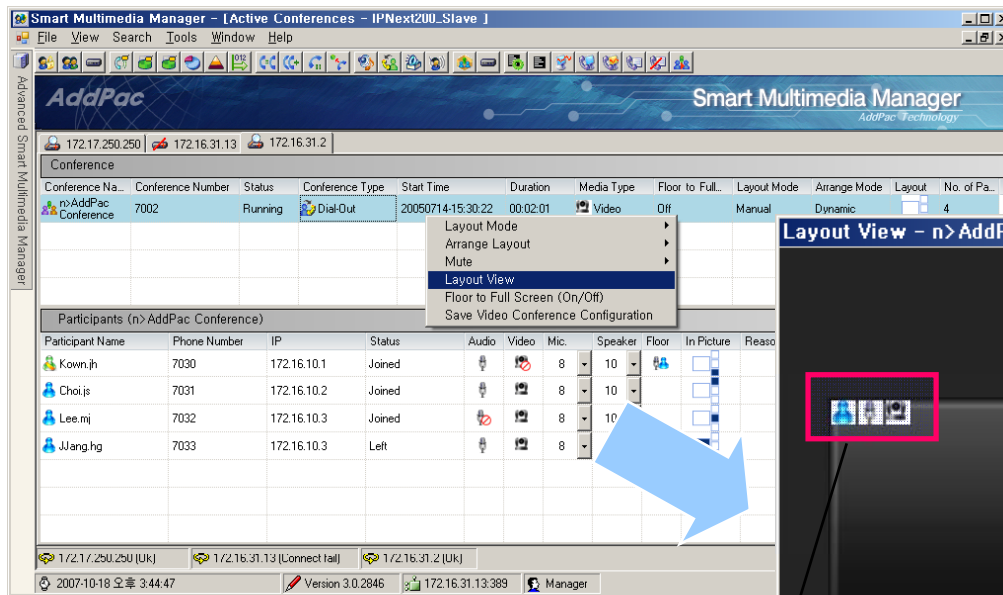 Smart Multimedia Manager - [Active Conferences - IPNext200_Slave ]
File View Search Tools Window Help
Advanced Smart Multimedia Manager
AddPac
Smart Multimedia Manager
AddPac Technology
172.17.250.250 172.16.31.13 172.16.31.2
Conference
Conference Na... Conference Number Status Conference Type Start Time Duration Media Type Floor to Full... Layout Mode Arrange Mode Layout No. of Pa...
n>AddPac Conference 7002 Running Dial-Out 20050714-15:30:22 00:02:01 Video Off Manual Dynamic 4
Layout Mode
Arrange Layout
Mute
Layout View
Floor to Full Screen (On/Off)
Save Video Conference Configuration
Layout View - n>AddP
Participants (n>AddPac Conference)
Participant Name Phone Number IP Status Audio Video Mic. Speaker Floor In Picture Reaso
Kown.jh 7030 172.16.10.1 Joined 8 10
Choi.js 7031 172.16.10.2 Joined 8 10
Lee.mj 7032 172.16.10.3 Joined 8 10
JJang.hg 7033 172.16.10.3 Left 8
172.17.250.250 [Ok] 172.16.31.13 [Connect fail] 172.16.31.2 [Ok]
2007-10-18 오후 3:44:47 Version 3.0.2846 172.16.31.13:389 Manager